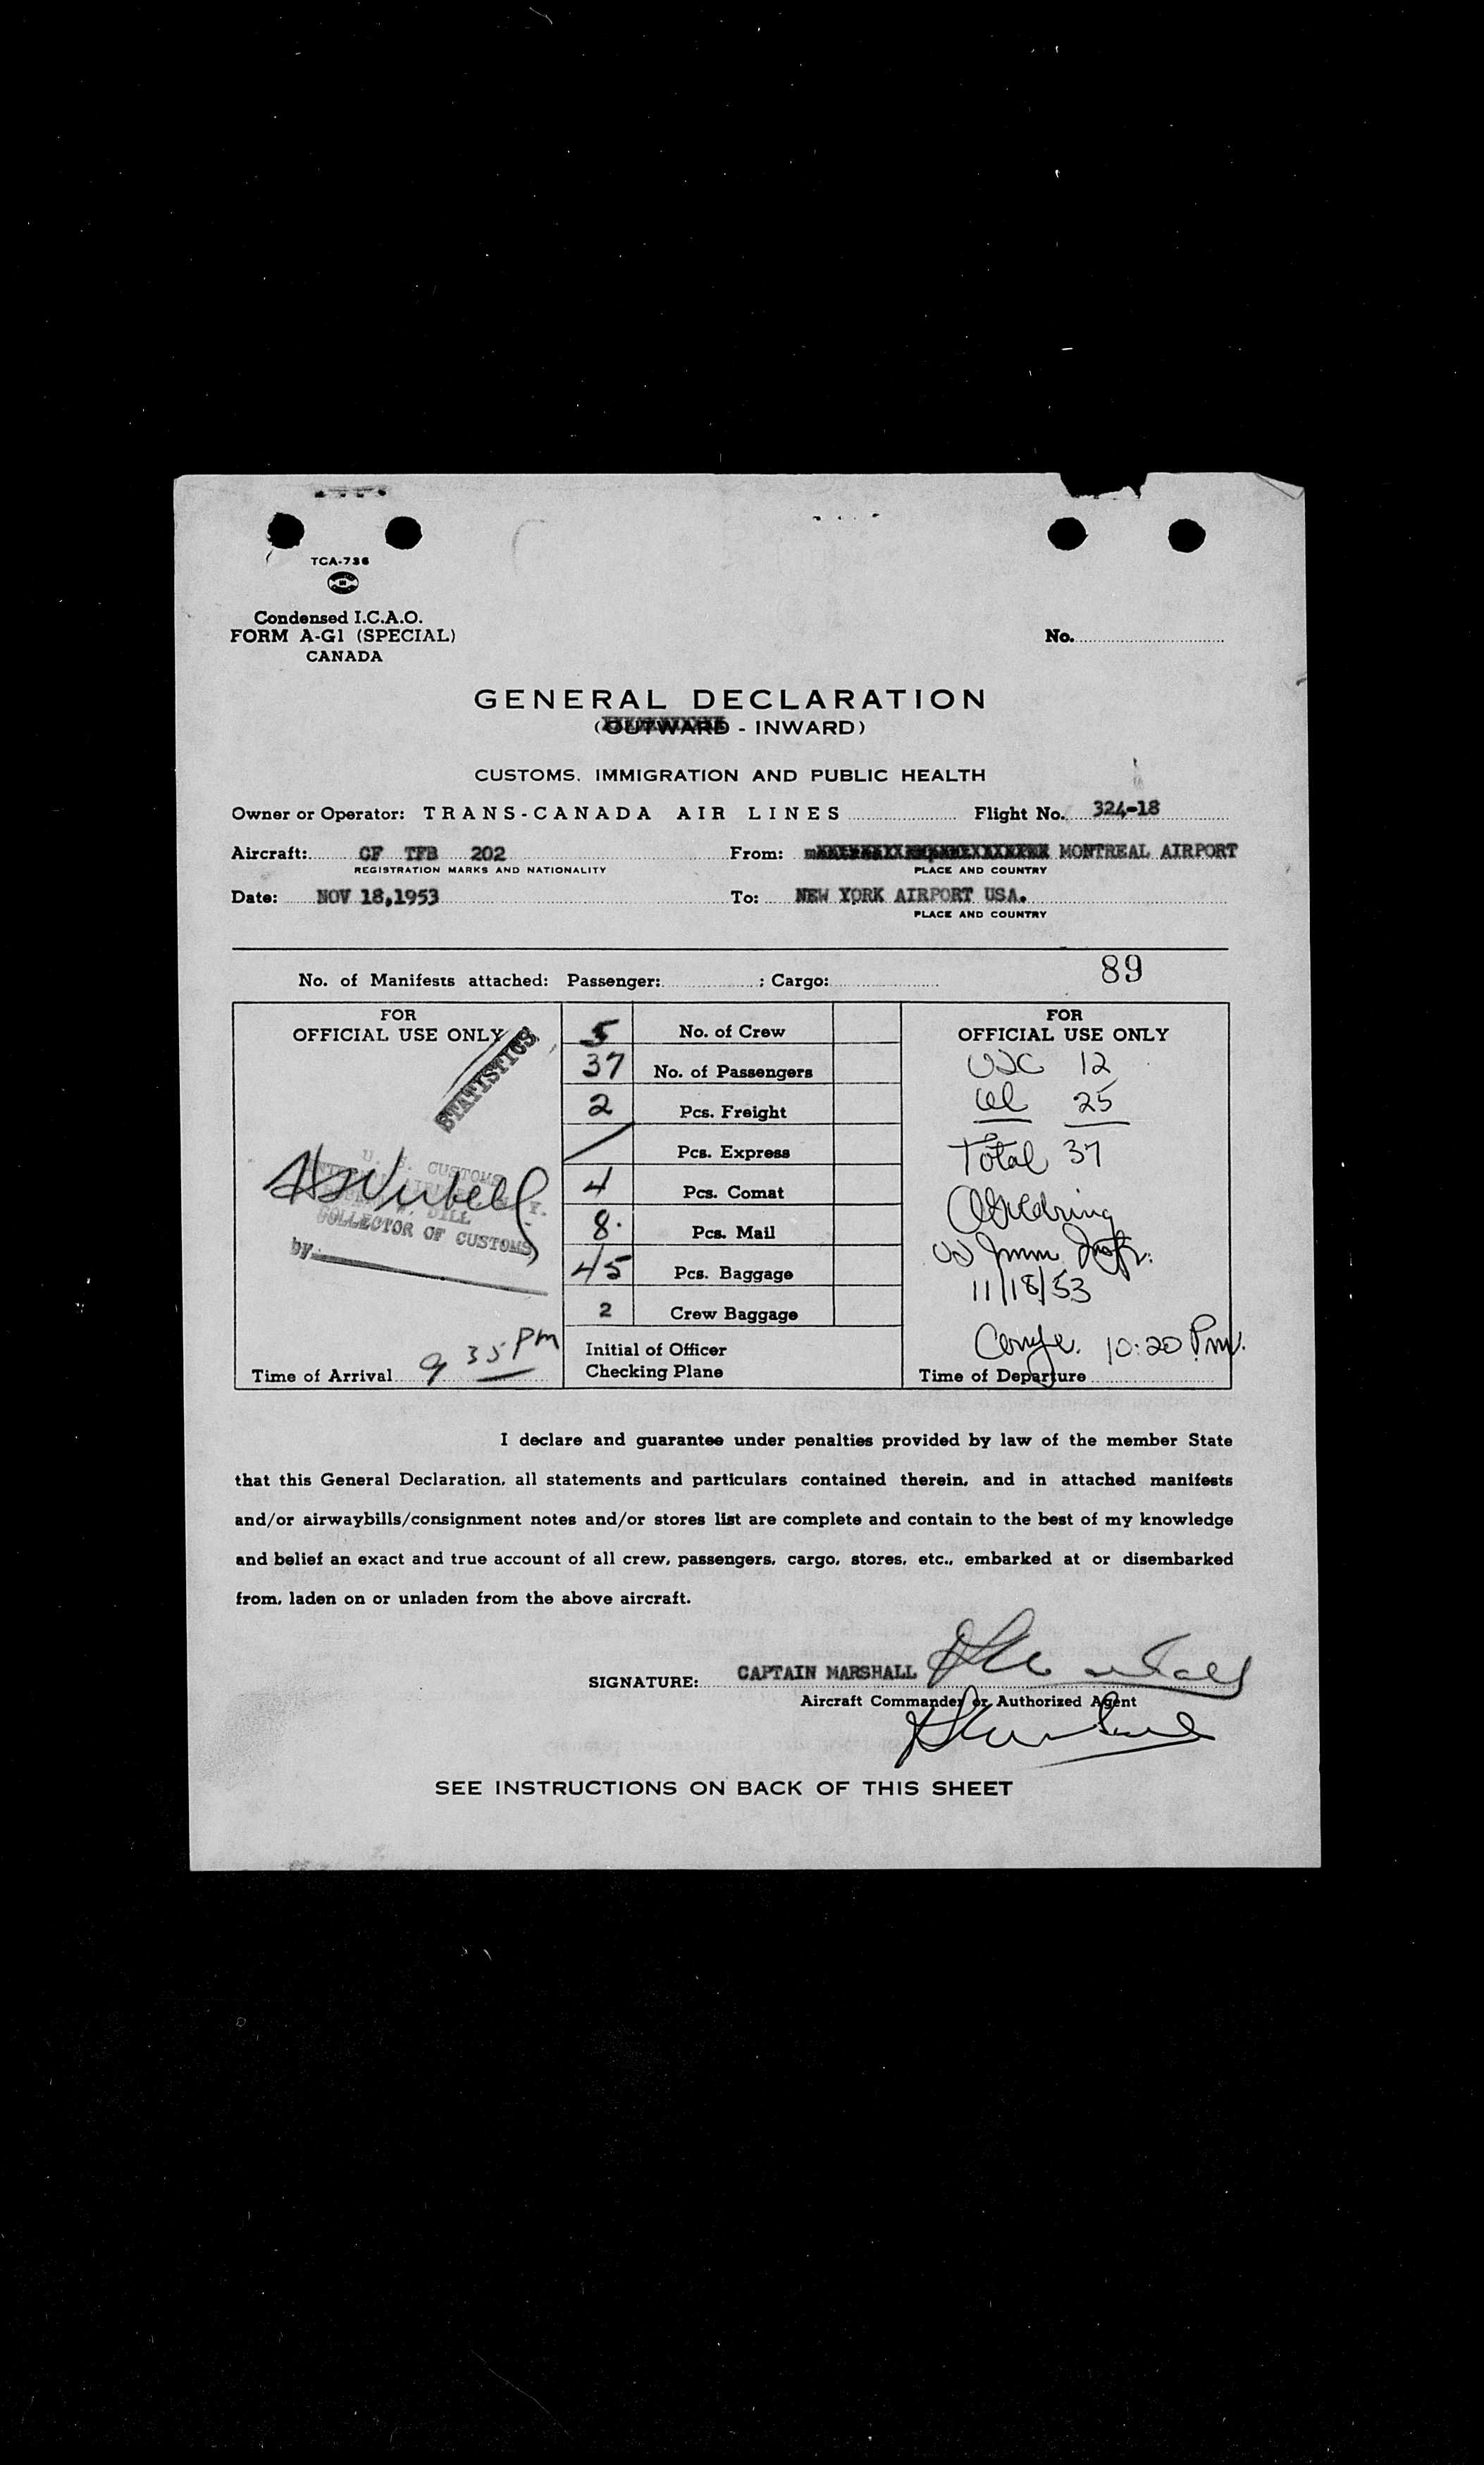 TCA-736
Condensed I.C.A.O.
FORM A-G1 (SPECIAL)
CANADA
No.
GENERAL DECLARATION
(OUTWARD - INWARD)
CUSTOMS, IMMIGRATION AND PUBLIC HEALTH
Owner or Operator: TRANS-CANADA AIR LINES Flight No. 324-18
Aircraft: CF TFB 202 From: MONTREAL AIRPORT
REGISTRATION MARKS AND NATIONALITY PLACE AND COUNTRY
Date: NOV 18,1953 To: NEW YORK AIRPORT USA.
PLACE AND COUNTRY
89
No. of Manifests attached: Passenger: ; Cargo:
FOR
OFFICIAL USE ONLY
STATISTICS
U. S. CUSTOMS
DILL
COLLECTOR OF CUSTOMS
by
Time of Arrival 9 35 Pm
5 No. of Crew
37 No. of Passengers
2 Pcs. Freight
/ Pcs. Express
4 Pcs. Comat
8. Pcs. Mail
45 Pcs. Baggage
2 Crew Baggage
Initial of Officer
Checking Plane
FOR
OFFICIAL USE ONLY
USC 12
25
Total 37
US Imm
11/18/53
10:20 Pm.
Time of Departure
I declare and guarantee under penalties provided by law of the member State
that this General Declaration, all statements and particulars contained therein, and in attached manifests
and/or airwaybills/consignment notes and/or stores list are complete and contain to the best of my knowledge
and belief an exact and true account of all crew, passengers, cargo, stores, etc., embarked at or disembarked
from, laden on or unladen from the above aircraft.
SIGNATURE: CAPTAIN MARSHALL
Aircraft Commander or Authorized Agent
SEE INSTRUCTIONS ON BACK OF THIS SHEET